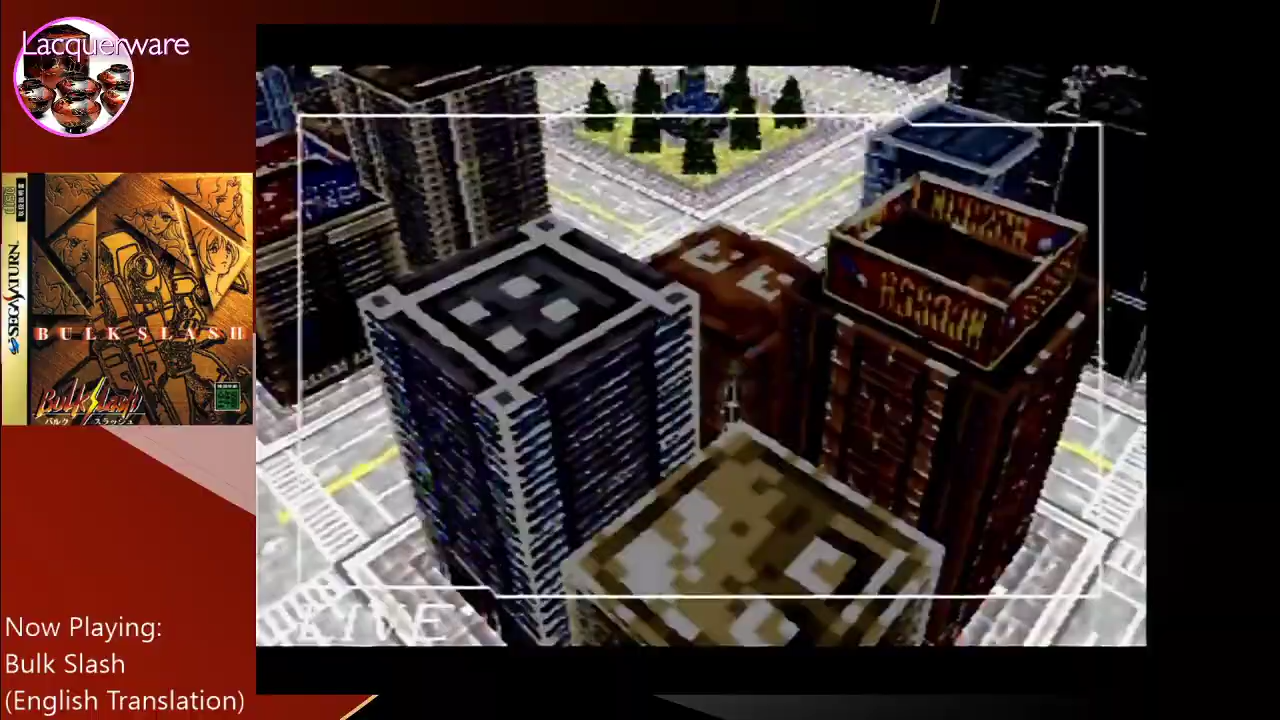 Lacquerware
SEGA SATURN
BULK SLASH
Bulk Slash
バルク スラッシュ
LIVE
Now Playing:
Bulk Slash
(English Translation)